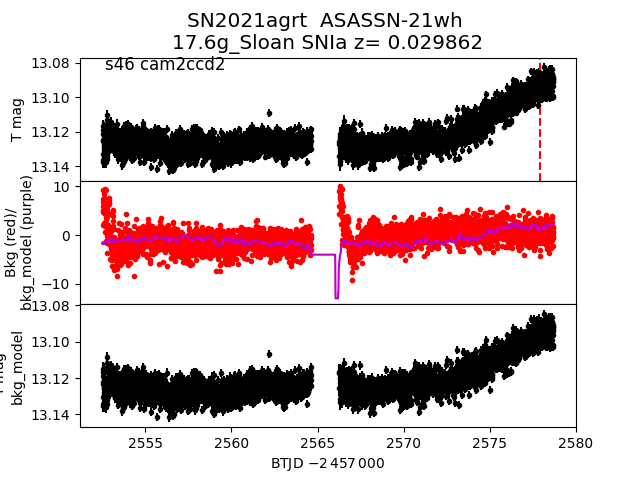 SN2021agrt ASASSN-21wh
17.6g_Sloan SNIa z= 0.029862
s46 cam2ccd2
13.08
13.10
13.12
13.14
T mag
10
0
−10
Bkg (red)/
bkg_model (purple)
13.08
13.10
13.12
13.14
mag
bkg_model
2555
2560
2565
2570
2575
2580
BTJD −2 457 000